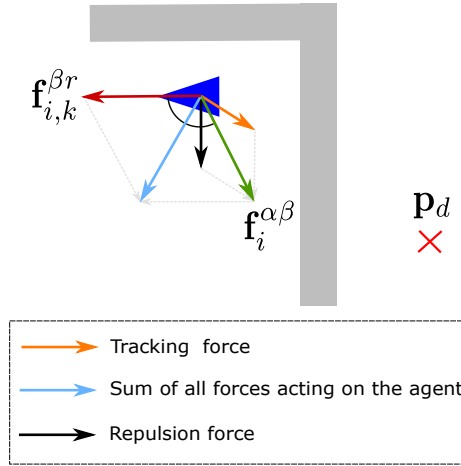 f_{i,k}^{βr}
f_i^{αβ}
p_d
Tracking force
Sum of all forces acting on the agent
Repulsion force